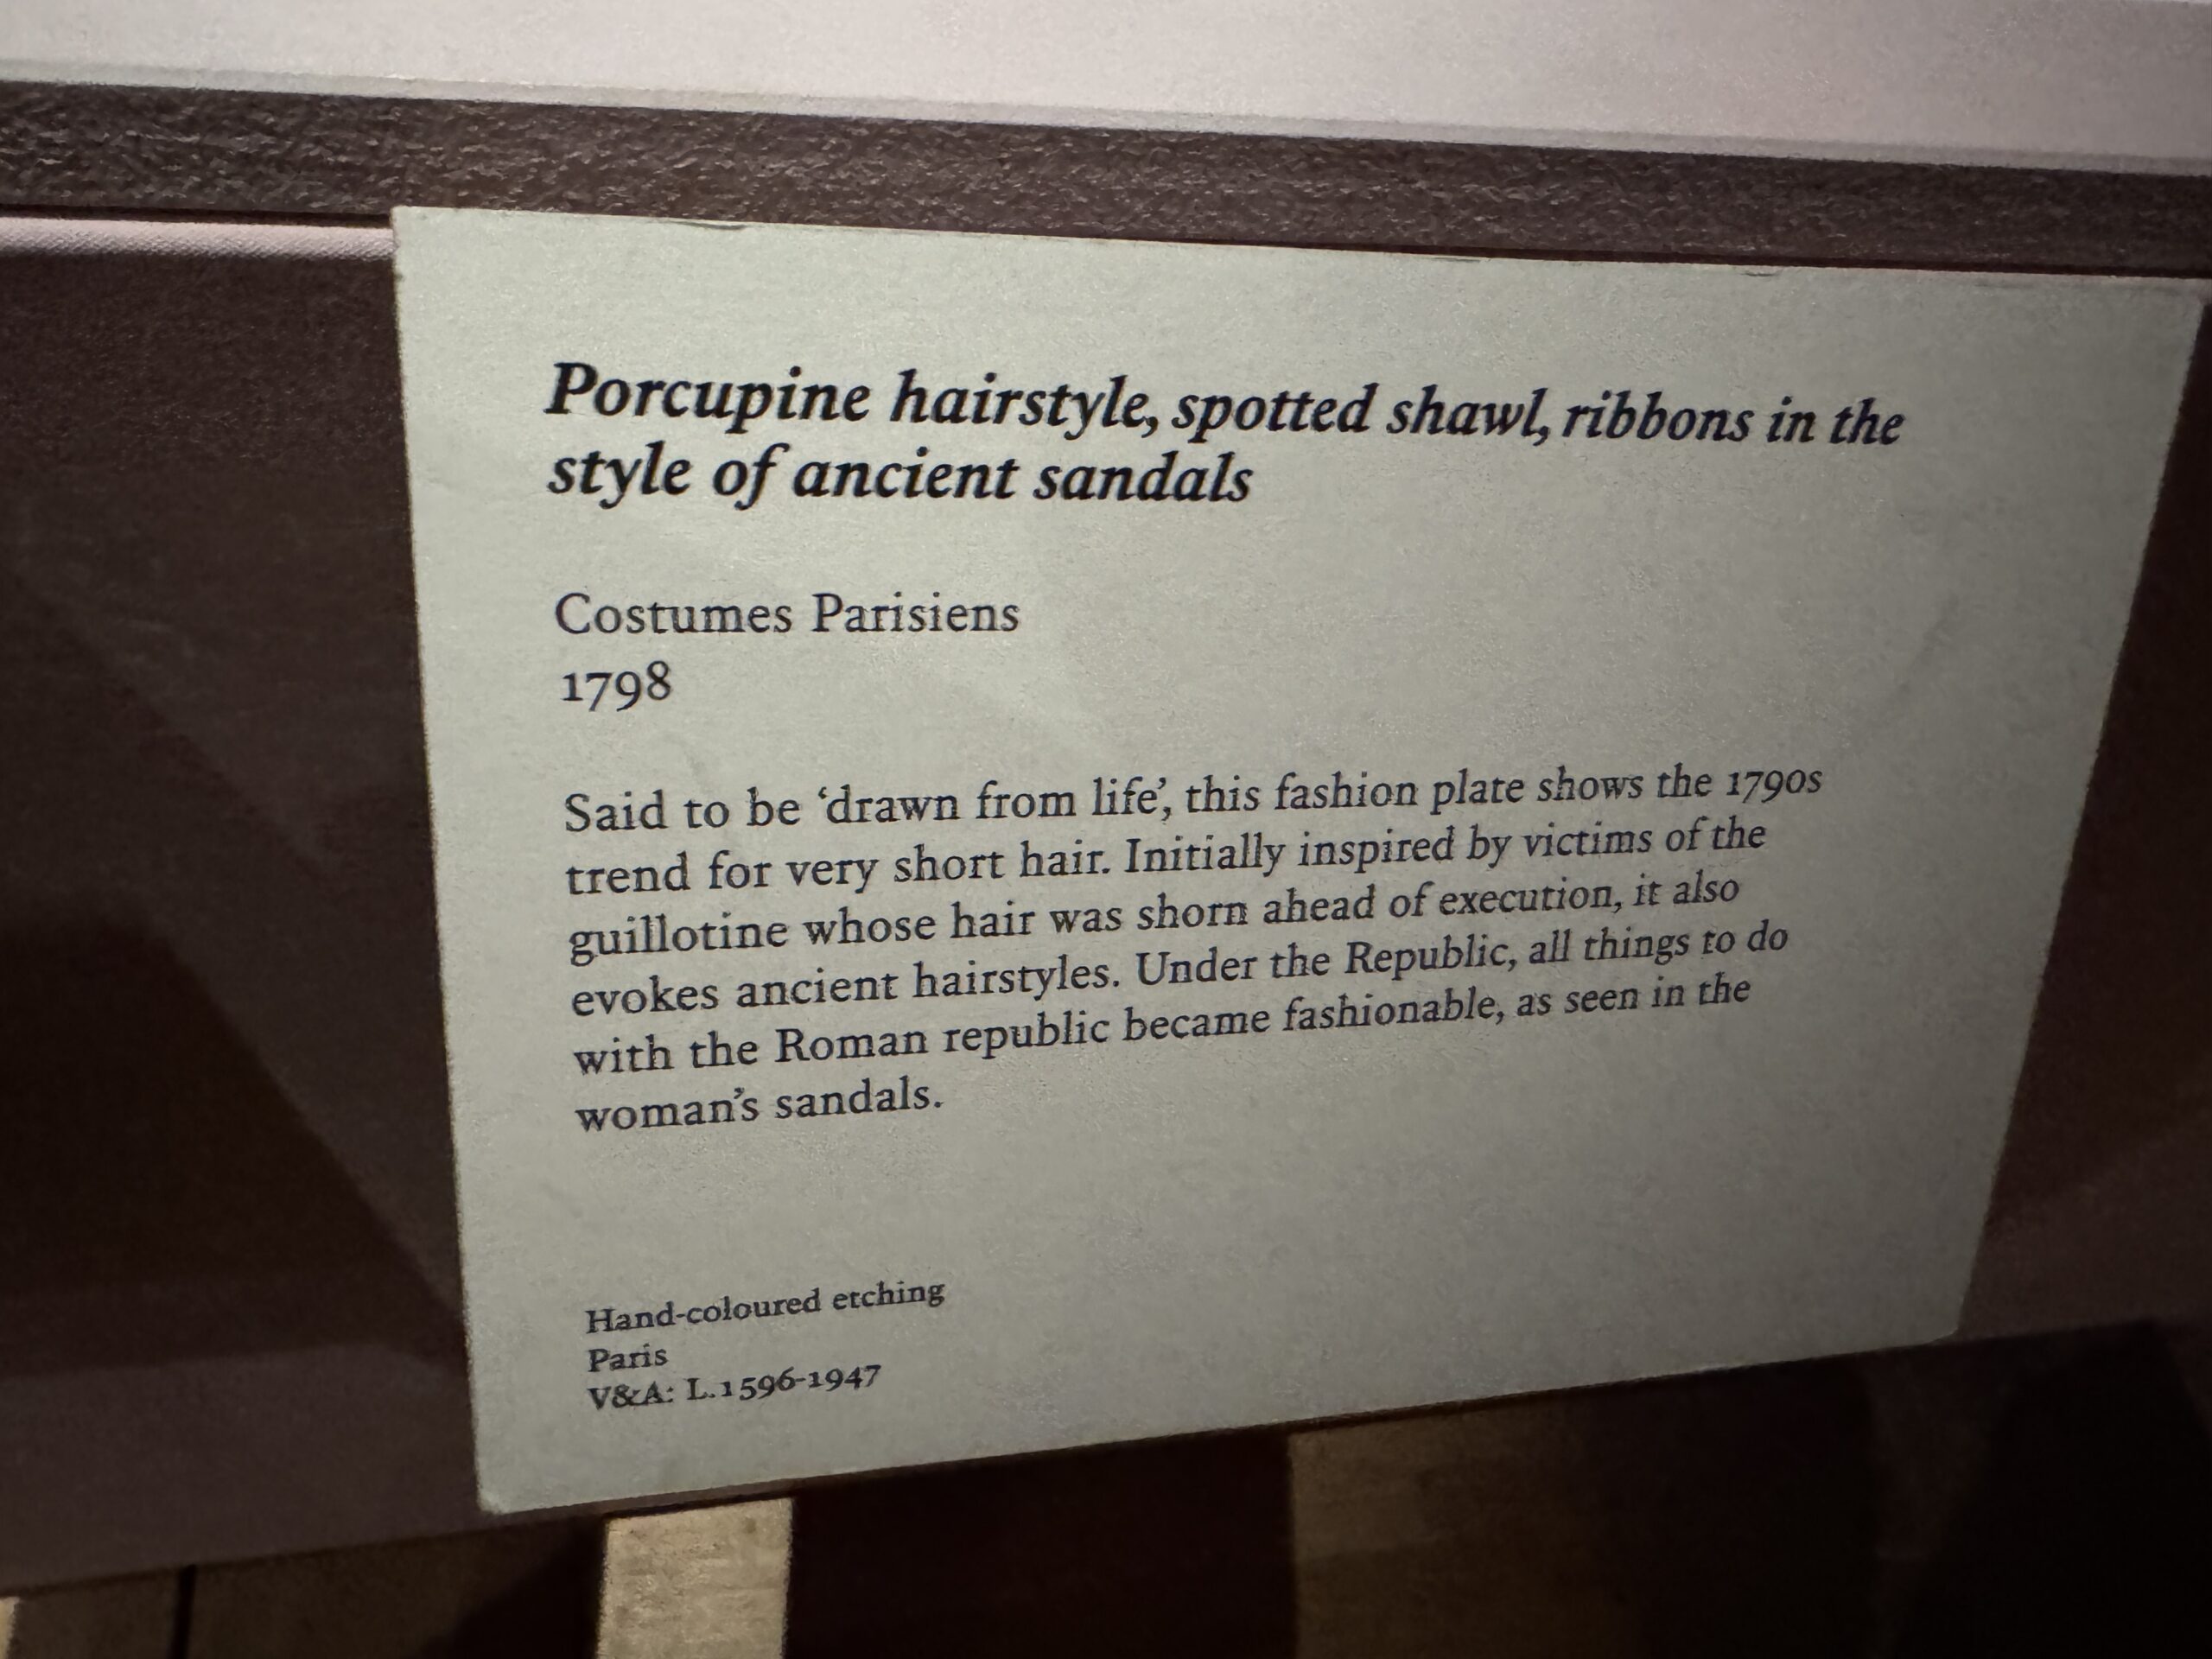 Porcupine hairstyle, spotted shawl, ribbons in the
style of ancient sandals
Costumes Parisiens
1798
Said to be ‘drawn from life’, this fashion plate shows the 1790s
trend for very short hair. Initially inspired by victims of the
guillotine whose hair was shorn ahead of execution, it also
evokes ancient hairstyles. Under the Republic, all things to do
with the Roman republic became fashionable, as seen in the
woman’s sandals.
Hand-coloured etching
Paris
V&A: L.1596-1947